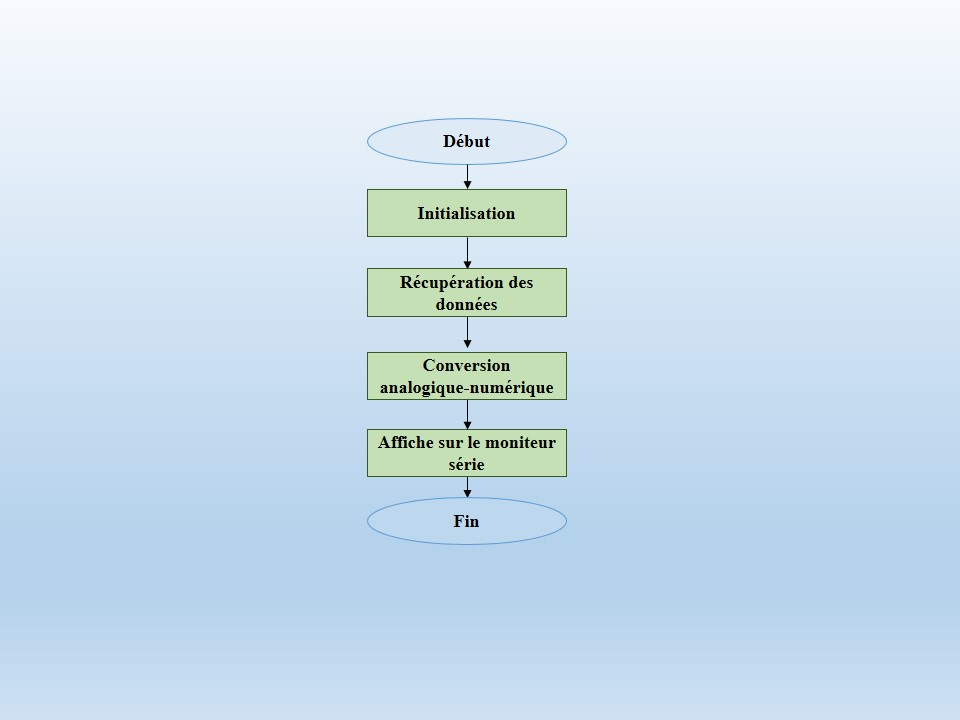 Début
Initialisation
Récupération des
données
Conversion
analogique-numérique
Affiche sur le moniteur
série
Fin